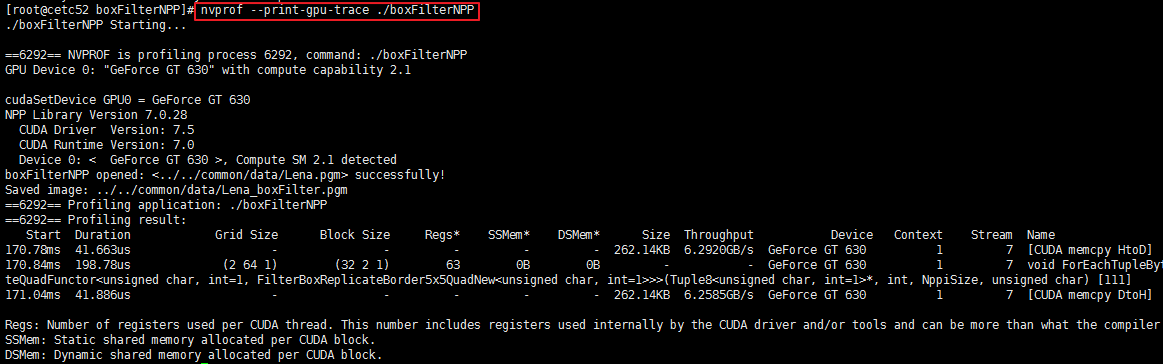 [root@cetc52 boxFilterNPP]# nvprof --print-gpu-trace ./boxFilterNPP
./boxFilterNPP Starting...
==6292== NVPROF is profiling process 6292, command: ./boxFilterNPP
GPU Device 0: "GeForce GT 630" with compute capability 2.1
cudaSetDevice GPU0 = GeForce GT 630
NPP Library Version 7.0.28
CUDA Driver  Version: 7.5
CUDA Runtime Version: 7.0
Device 0: <  GeForce GT 630 >, Compute SM 2.1 detected
boxFilterNPP opened: <../../common/data/Lena.pgm> successfully!
Saved image: ../../common/data/Lena_boxFilter.pgm
==6292== Profiling application: ./boxFilterNPP
==6292== Profiling result:
Start  Duration  Grid Size  Block Size  Regs*  SSMem*  DSMem*  Size  Throughput  Device  Context  Stream  Name
170.78ms  41.663us  -  -  -  -  -  262.14KB  6.2920GB/s  GeForce GT 630  1  7  [CUDA memcpy HtoD]
170.84ms  198.78us  (2 64 1)  (32 2 1)  63  0B  0B  -  -  GeForce GT 630  1  7  void ForEachTupleByt
teQuadFunctor<unsigned char, int=1, FilterBoxReplicateBorder5x5QuadNew<unsigned char, int=1>>>(Tuple8<unsigned char, int=1>*, int, NppiSize, unsigned char) [111]
171.04ms  41.886us  -  -  -  -  -  262.14KB  6.2585GB/s  GeForce GT 630  1  7  [CUDA memcpy DtoH]
Regs: Number of registers used per CUDA thread. This number includes registers used internally by the CUDA driver and/or tools and can be more than what the compiler
SSMem: Static shared memory allocated per CUDA block.
DSMem: Dynamic shared memory allocated per CUDA block.